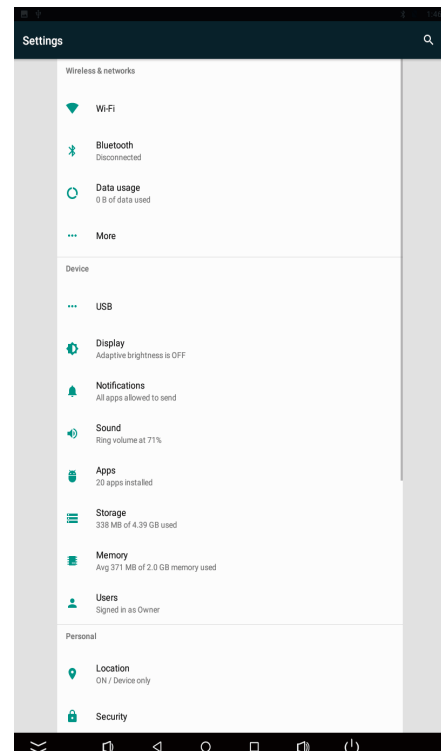 Settings
Wireless & networks
Wi-Fi
Bluetooth
Disconnected
Data usage
0 B of data used
More
Device
USB
Display
Adaptive brightness is OFF
Notifications
All apps allowed to send
Sound
Ring volume at 71%
Apps
20 apps installed
Storage
338 MB of 4.39 GB used
Memory
Avg 371 MB of 2.0 GB memory used
Users
Signed in as Owner
Personal
Location
ON / Device only
Security